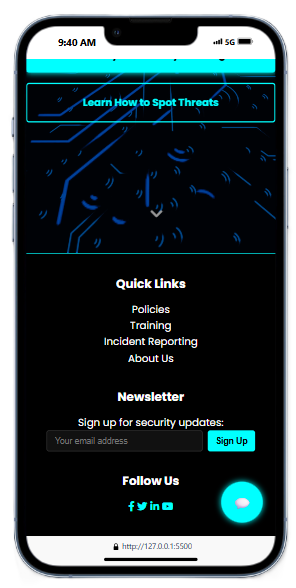 9:40 AM
5G
Learn How to Spot Threats
Quick Links
Policies
Training
Incident Reporting
About Us
Newsletter
Sign up for security updates:
Your email address
Sign Up
Follow Us
http://127.0.0.1:5500